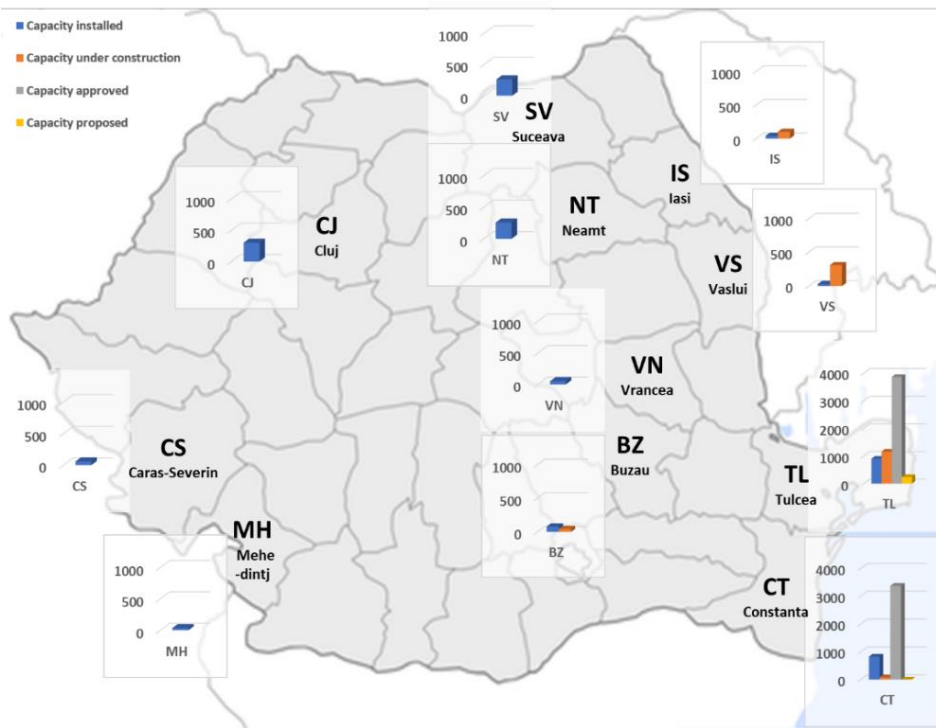 Capacity installed
Capacity under construction
Capacity approved
Capacity proposed
1000
500
0
SV
SV
Suceava
1000
500
0
IS
IS
Iasi
1000
500
0
CJ
CJ
Cluj
1000
500
0
NT
NT
Neamt
1000
500
0
VS
VS
Vaslui
1000
500
0
VN
VN
Vrancea
1000
500
0
CS
CS
Caras-Severin
1000
500
0
BZ
BZ
Buzau
4000
3000
2000
1000
0
TL
TL
Tulcea
1000
500
0
MH
MH
Mehe
-dintj
4000
3000
2000
1000
0
CT
CT
Constanta